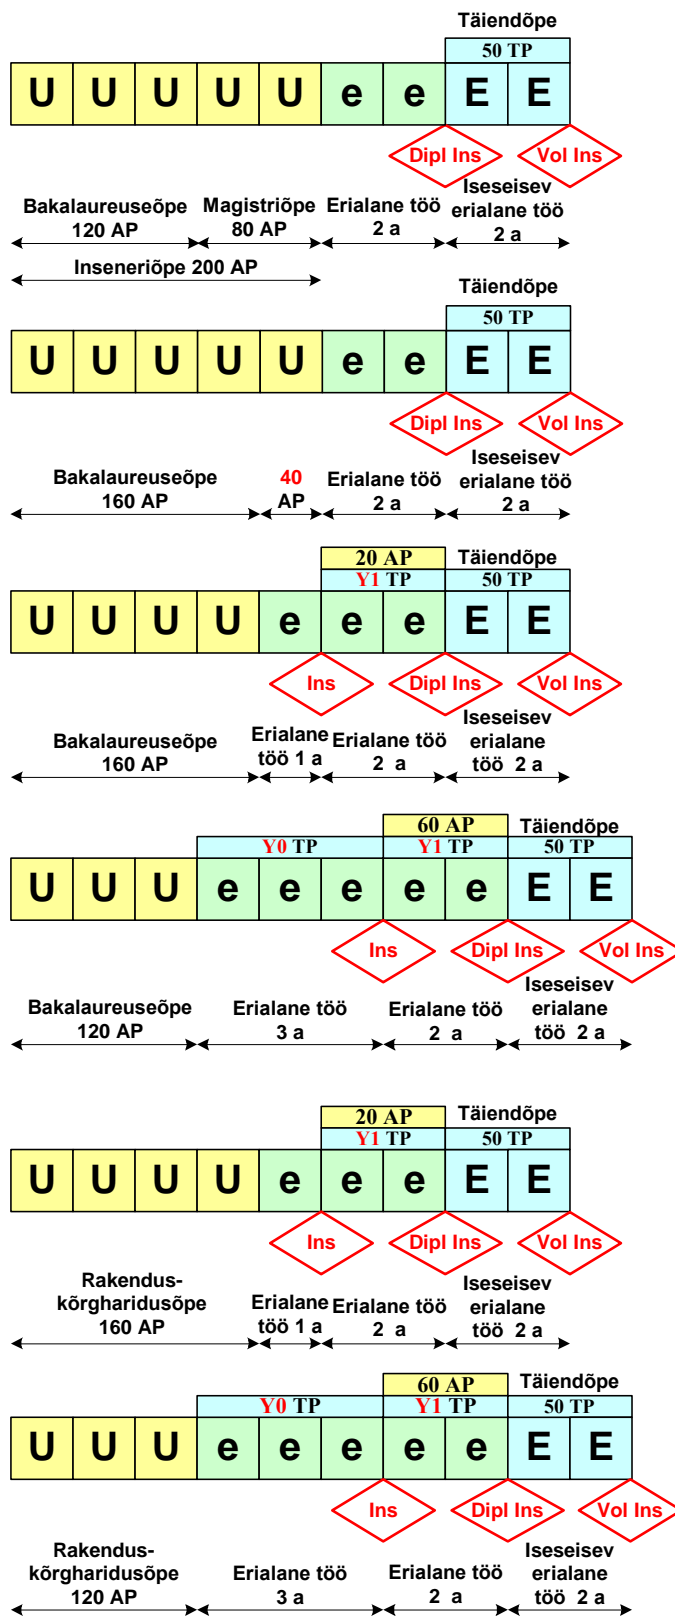 Täiendõpe
50 TP
U U U U U e e E E
Dipl Ins Vol Ins
Bakalaureuseõpe Magistriõpe Erialane töö Iseseisev
120 AP 80 AP 2 a erialane töö
2 a
Inseneriõpe 200 AP
Täiendõpe
50 TP
U U U U U e e E E
Dipl Ins Vol Ins
Bakalaureuseõpe 40 Erialane töö Iseseisev
160 AP AP 2 a erialane töö
2 a
20 AP Täiendõpe
Y1 TP 50 TP
U U U U e e e E E
Ins Dipl Ins Vol Ins
Bakalaureuseõpe Erialane Erialane töö Iseseisev
160 AP töö 1 a 2 a erialane
töö 2 a
60 AP Täiendõpe
Y0 TP Y1 TP 50 TP
U U U e e e e e E E
Ins Dipl Ins Vol Ins
Bakalaureuseõpe Erialane töö Erialane töö Iseseisev
120 AP 3 a 2 a erialane
töö 2 a
20 AP Täiendõpe
Y1 TP 50 TP
U U U U e e e E E
Ins Dipl Ins Vol Ins
Rakendus- Iseseisev
kõrgharidusõpe Erialane Erialane töö erialane
160 AP töö 1 a 2 a töö 2 a
60 AP Täiendõpe
Y0 TP Y1 TP 50 TP
U U U e e e e e E E
Ins Dipl Ins Vol Ins
Rakendus- Iseseisev
kõrgharidusõpe Erialane töö Erialane töö erialane
120 AP 3 a 2 a töö 2 a